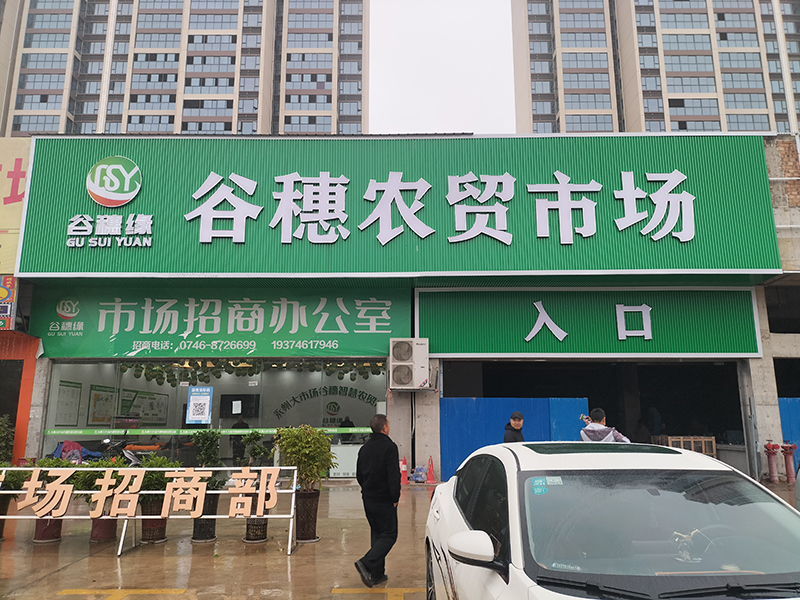 GSY
谷穗缘
GU SUI YUAN
谷穗农贸市场
谷穗缘
GU SUI YUAN
市场招商办公室
招商电话：0746-8726699 19374617946
入口
场招商部